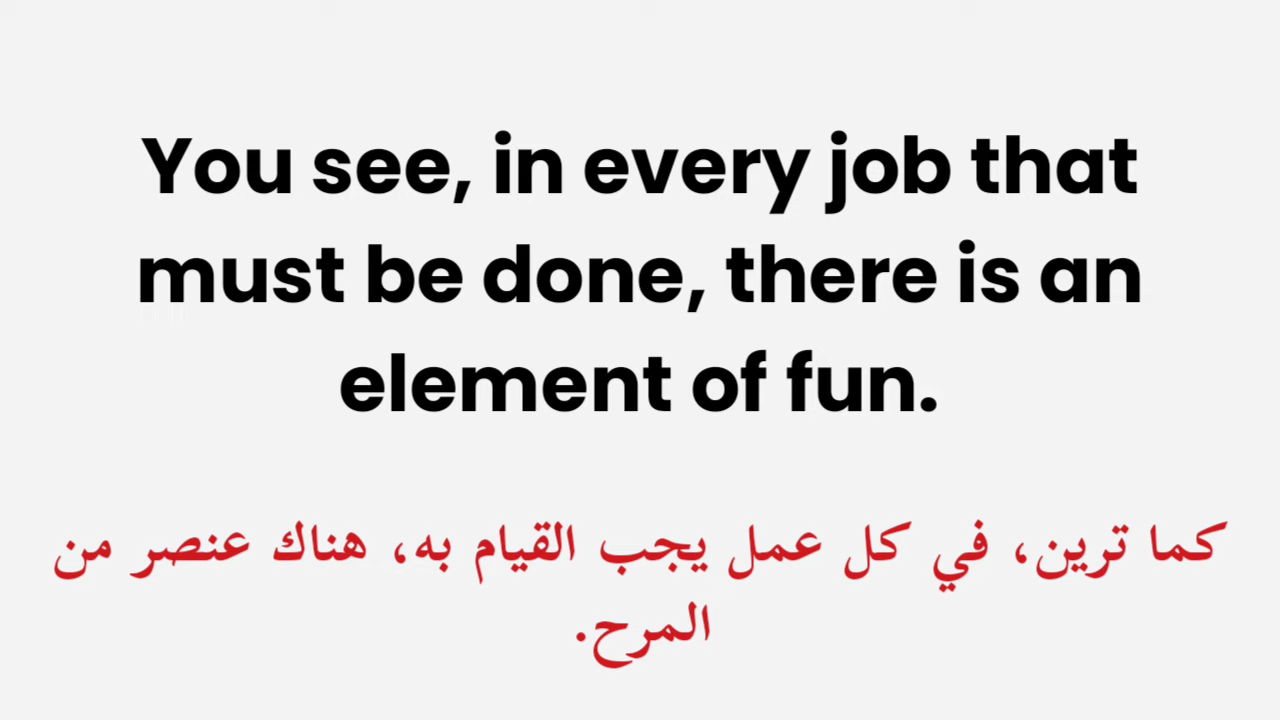 You see, in every job that
must be done, there is an
element of fun.
كما ترين، في كل عمل يجب القيام به، هناك عنصر من
المرح.